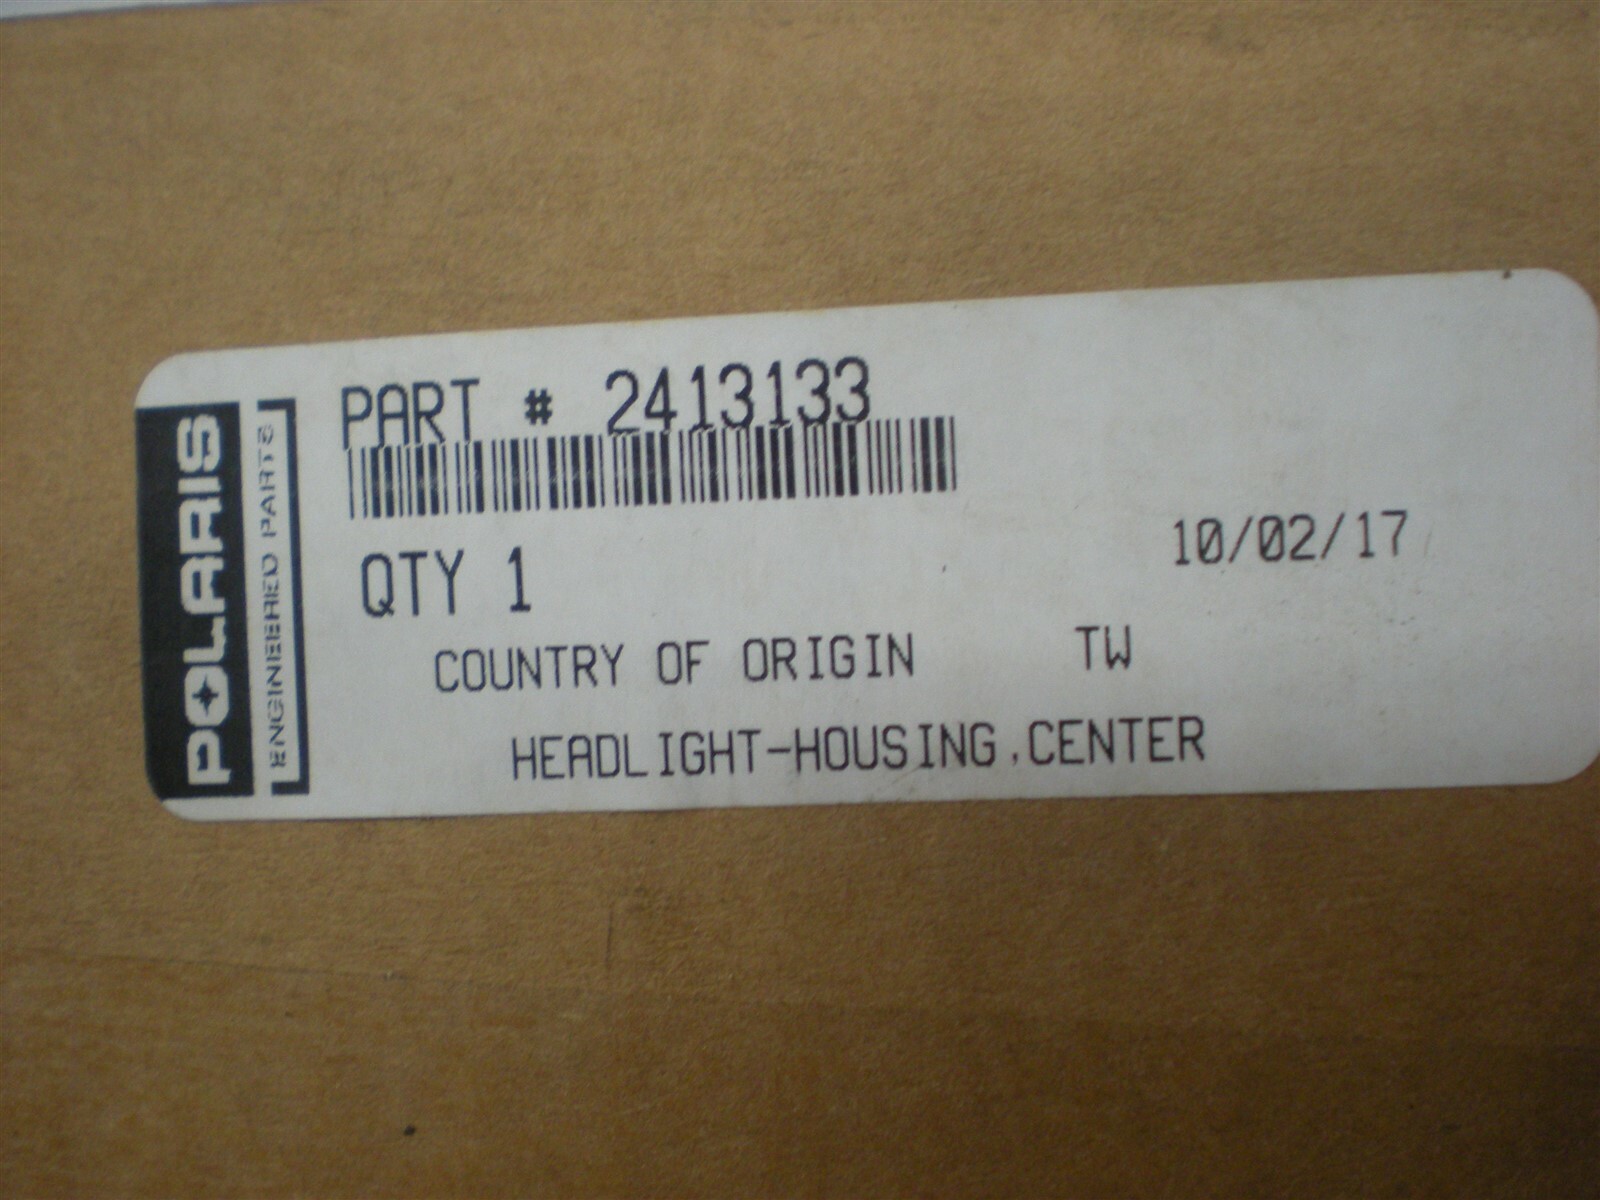 POLARIS
ENGINEERED PARTS
PART # 2413133
QTY 1
10/02/17
COUNTRY OF ORIGIN TW
HEADLIGHT-HOUSING,CENTER